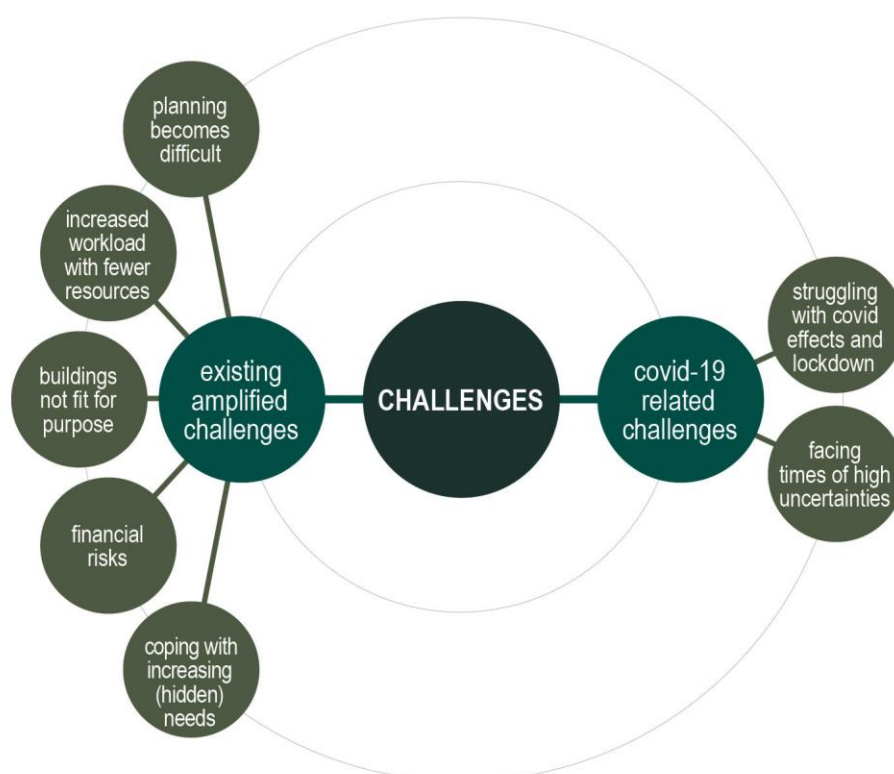 planning
becomes
difficult
increased
workload
with fewer
resources
buildings
not fit for
purpose
financial
risks
coping with
increasing
(hidden)
needs
existing
amplified
challenges
CHALLENGES
covid-19
related
challenges
struggling
with covid
effects and
lockdown
facing
times of high
uncertainties